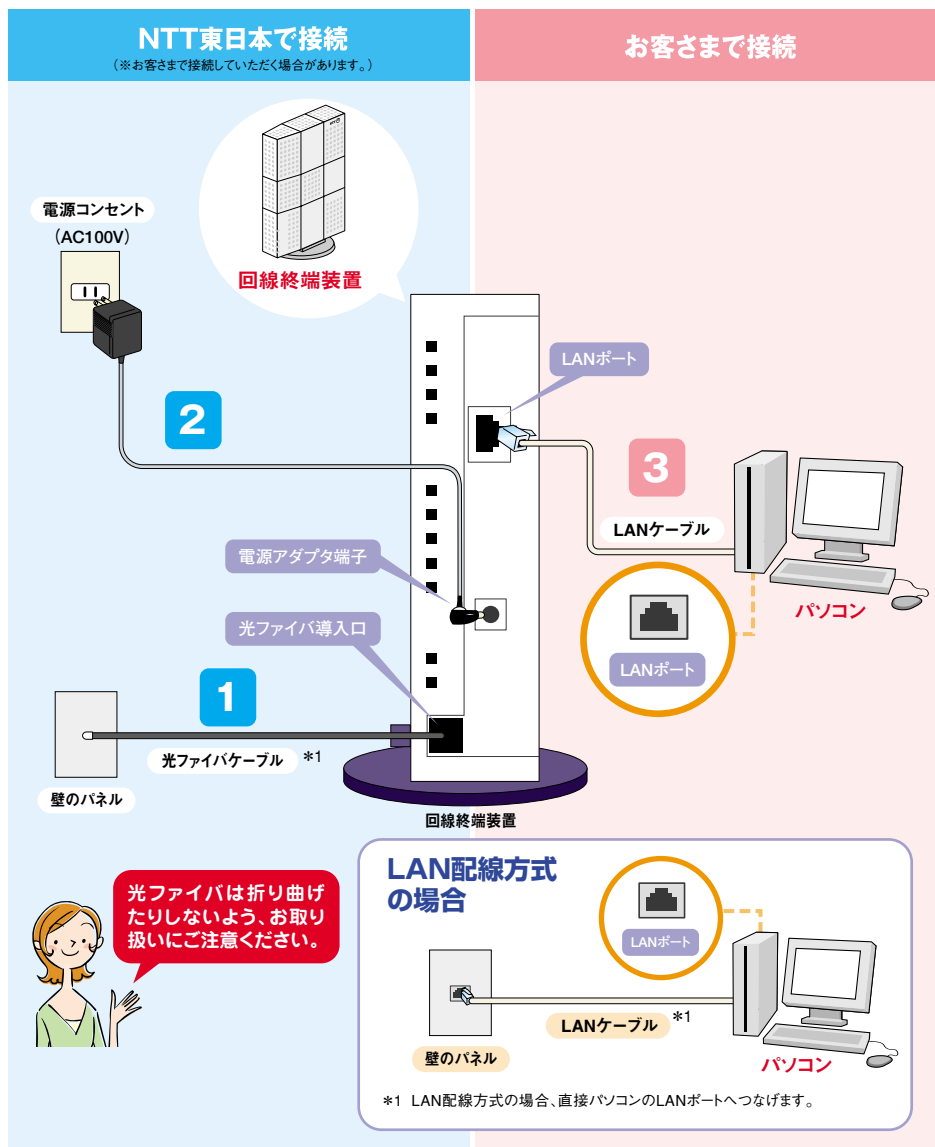 NTT東日本で接続
(※お客さまで接続していただく場合があります。)
お客さまで接続
電源コンセント
(AC100V)
回線終端装置
LANポート
2
3
LANケーブル
電源アダプタ端子
パソコン
光ファイバ導入口
LANポート
1
光ファイバケーブル *1
壁のパネル
回線終端装置
光ファイバは折り曲げ
たりしないよう、お取り
扱いにご注意ください。
LAN配線方式
の場合
LANポート
LANケーブル *1
壁のパネル
パソコン
*1 LAN配線方式の場合、直接パソコンのLANポートへつなげます。